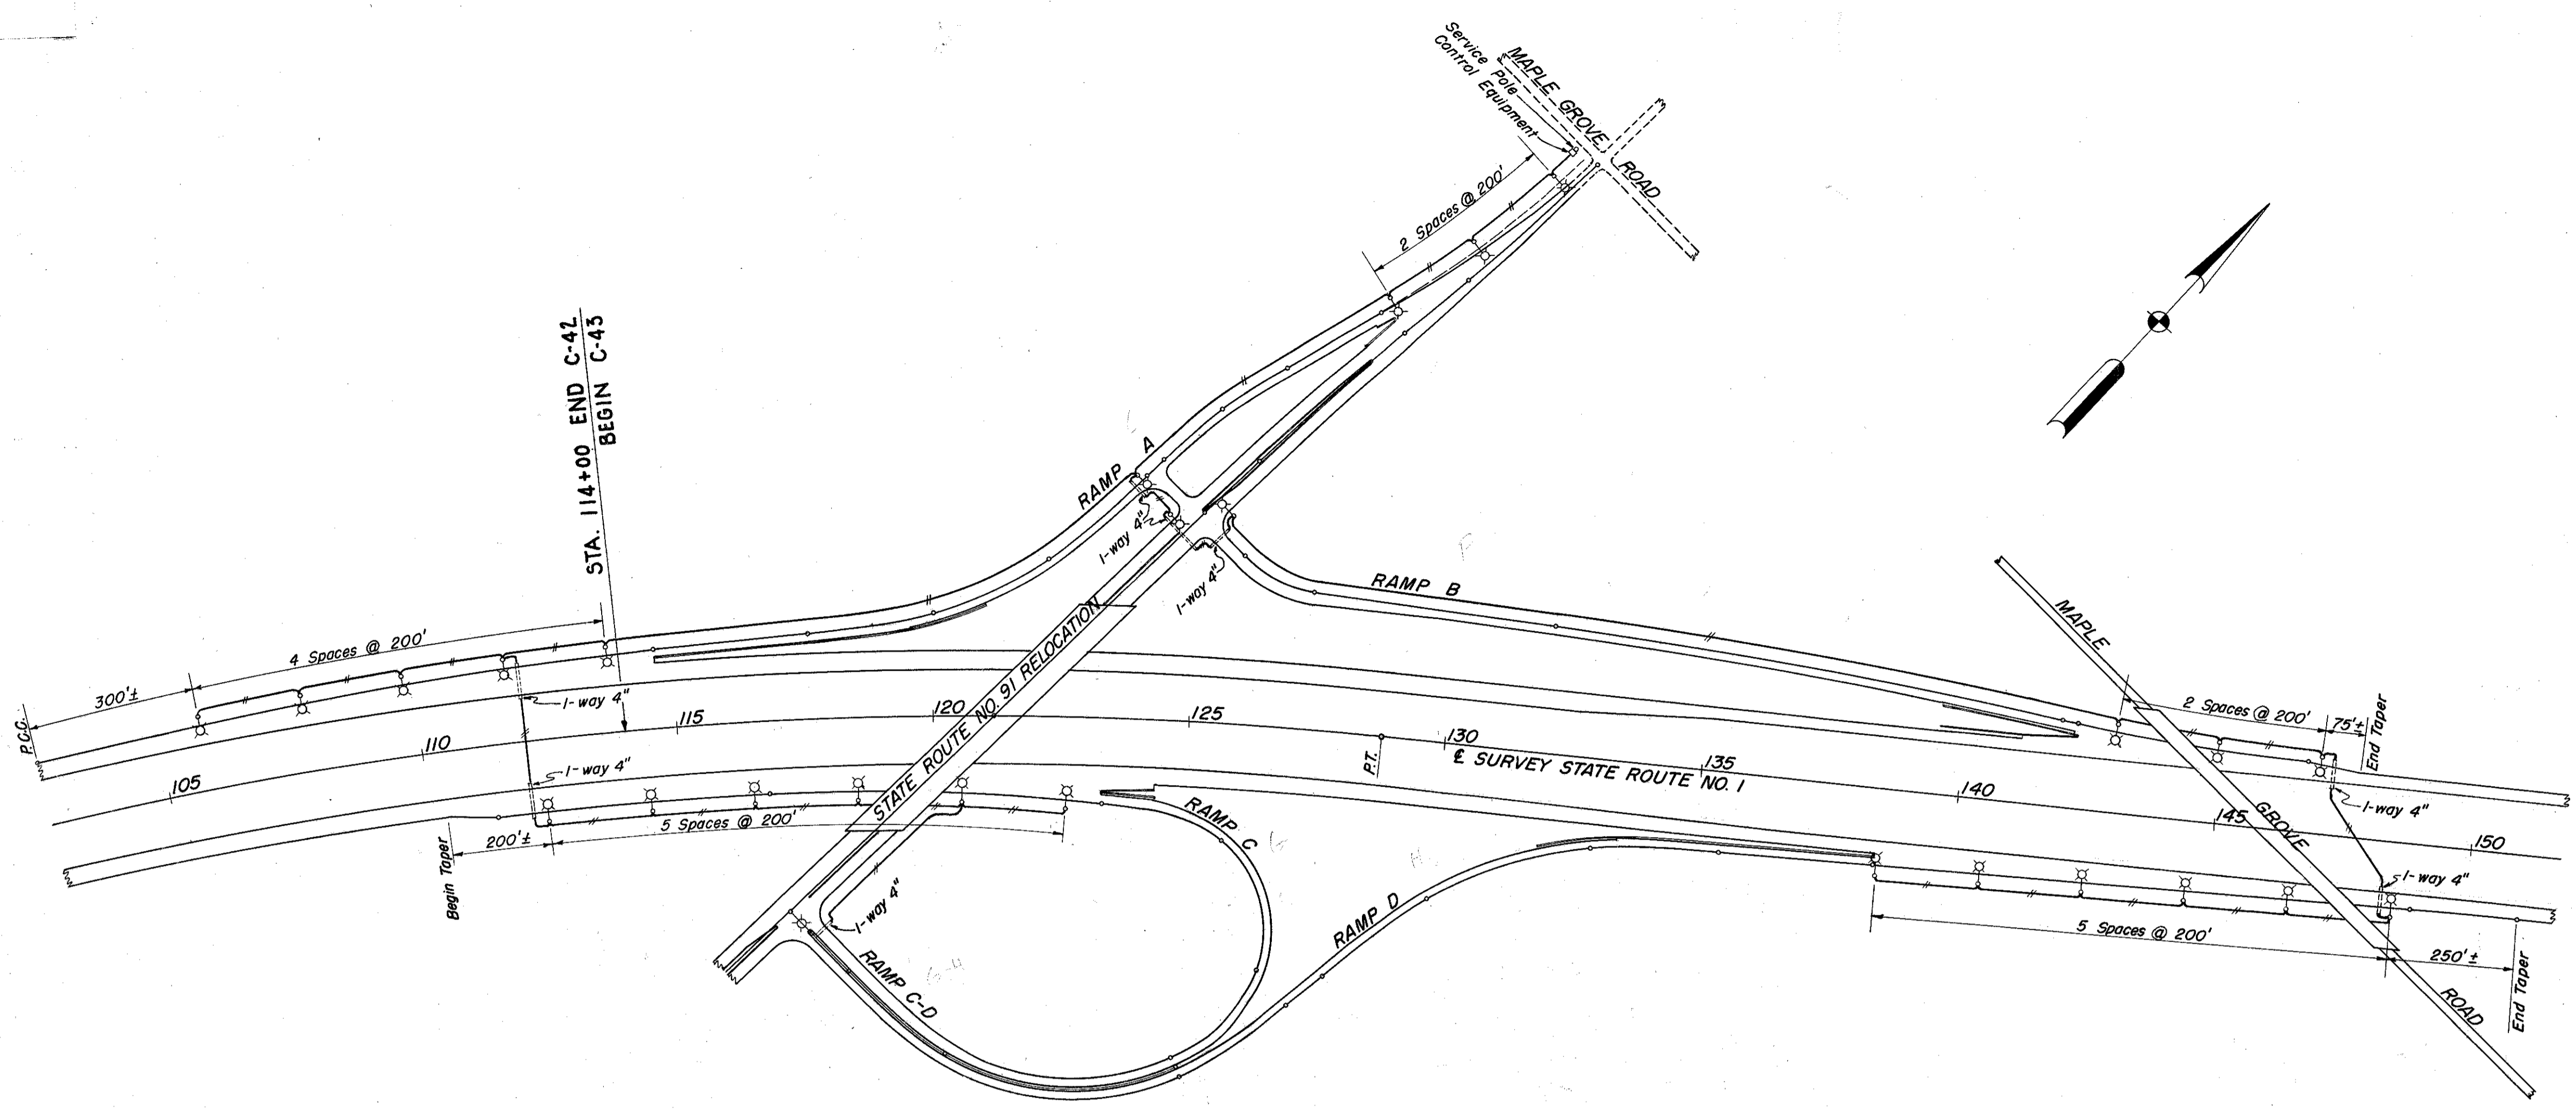 Service Pole
Control Equipment
MAPLE GROVE
ROAD
2 Spaces @ 200'
STA. 114+00 END C-42
BEGIN C-43
RAMP A
1-way 4"
1-way 4"
RAMP B
F
4 Spaces @ 200'
300'±
P.C.C.
1-way 4"
1-way 4"
105
110
115
120
125
130
135
140
145
150
P.T.
℄ SURVEY STATE ROUTE NO. 1
STATE ROUTE NO. 91 RELOCATION
MAPLE
GROVE
ROAD
2 Spaces @ 200'
75'±
End Taper
1-way 4"
1-way 4"
Begin Taper
200'±
5 Spaces @ 200'
RAMP C
G
H
1-way 4"
RAMP C-D
G-H
RAMP D
5 Spaces @ 200'
250'±
End Taper